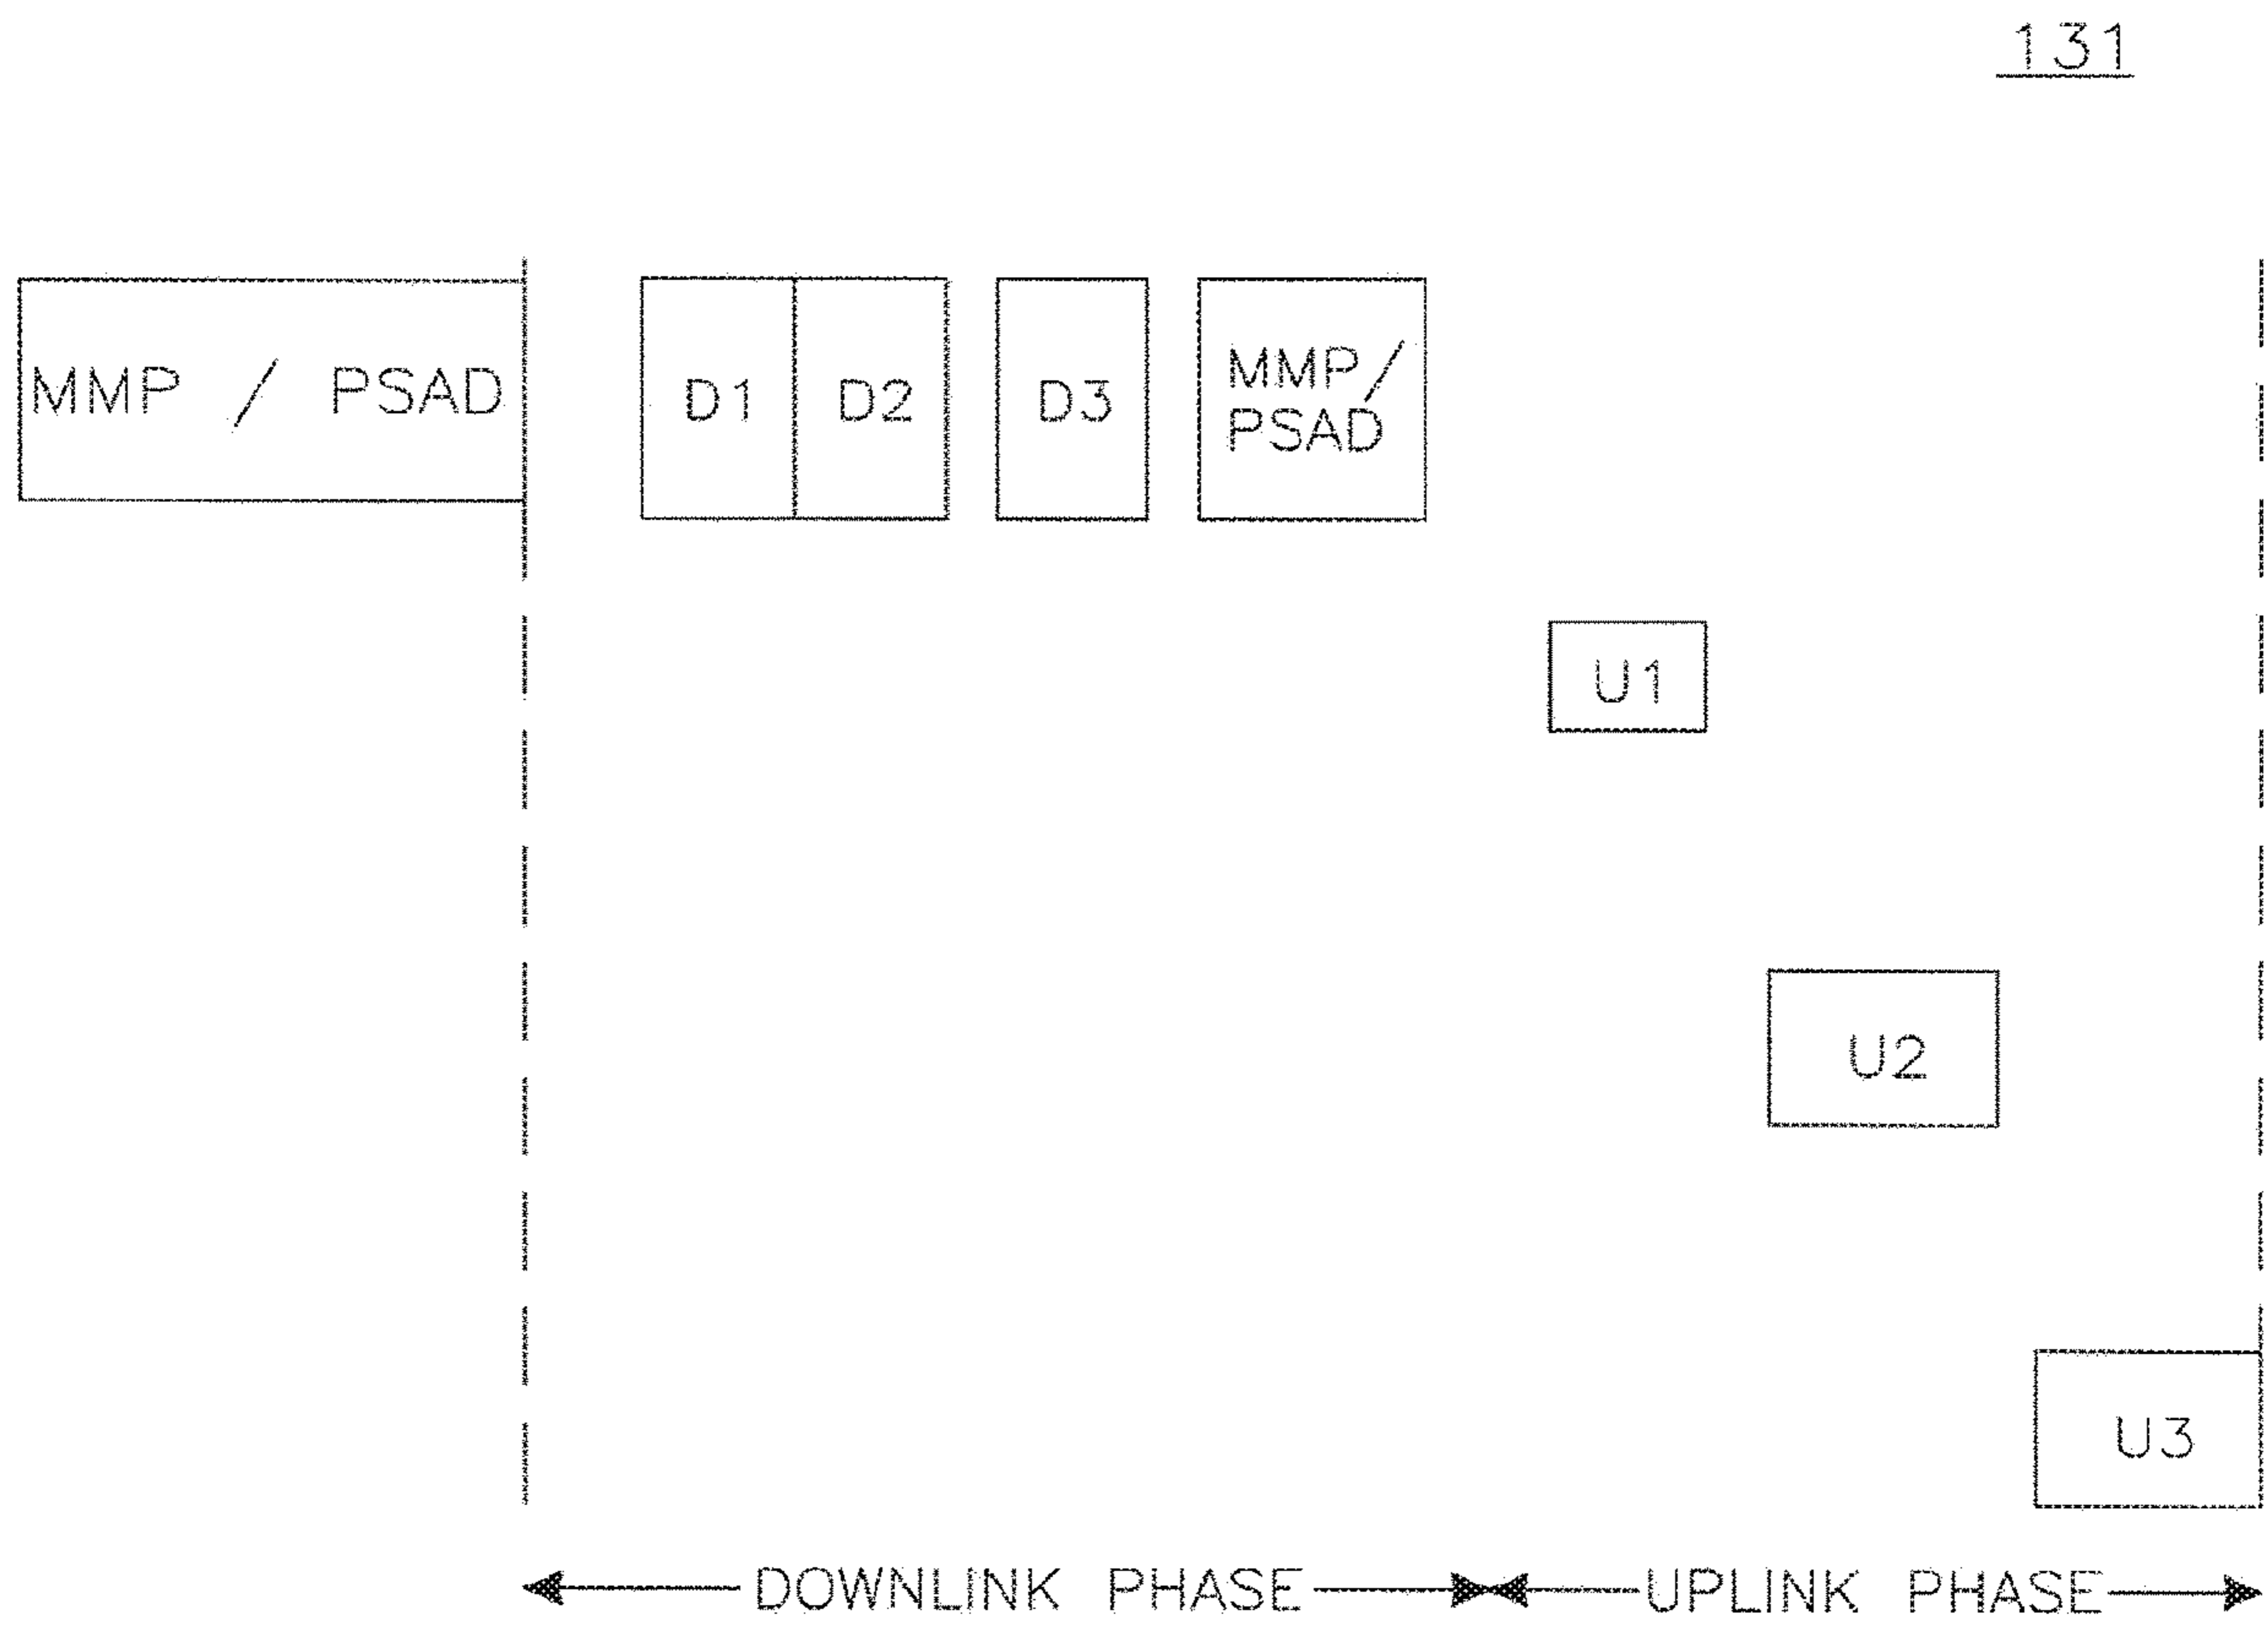 131
MMP / PSAD
D1
D2
D3
MMP/
PSAD
U1
U2
U3
DOWNLINK PHASE
UPLINK PHASE